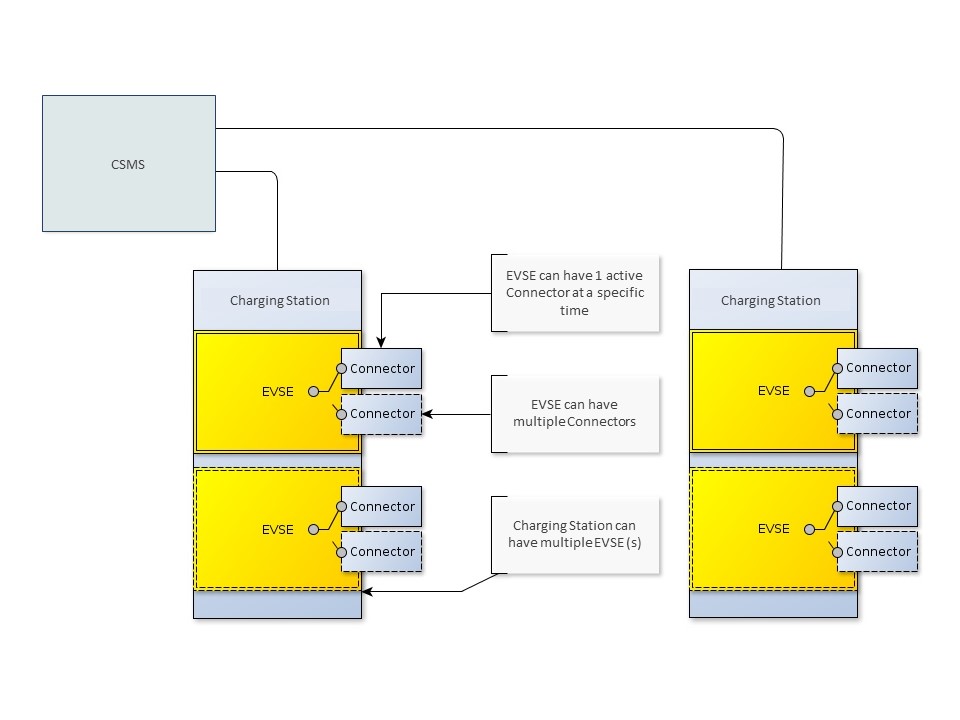 CSMS
Charging Station
EVSE
Connector
Connector
EVSE
Connector
Connector
EVSE can have 1 active
Connector at a specific
time
EVSE can have
multiple Connectors
Charging Station can
have multiple EVSE (s)
Charging Station
EVSE
Connector
Connector
EVSE
Connector
Connector